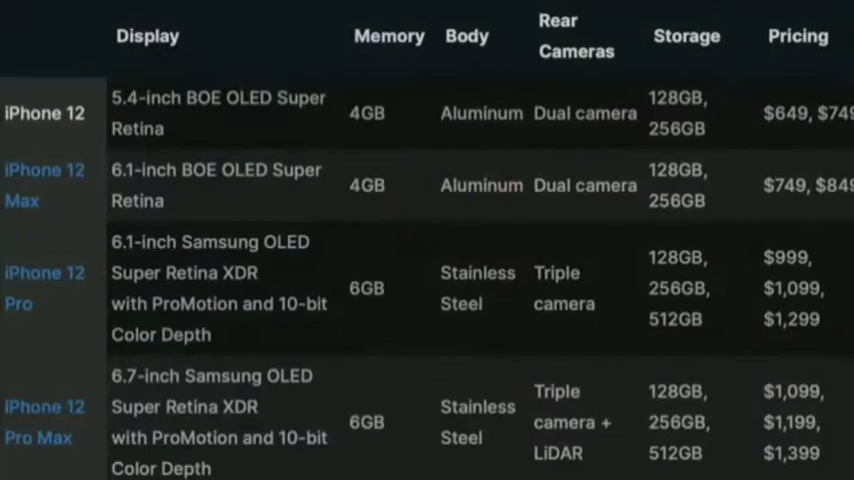 Display Memory Body Rear Cameras Storage Pricing
iPhone 12 5.4-inch BOE OLED Super Retina 4GB Aluminum Dual camera 128GB, 256GB $649, $749
iPhone 12 Max 6.1-inch BOE OLED Super Retina 4GB Aluminum Dual camera 128GB, 256GB $749, $849
iPhone 12 Pro 6.1-inch Samsung OLED Super Retina XDR with ProMotion and 10-bit Color Depth 6GB Stainless Steel Triple camera 128GB, 256GB, 512GB $999, $1,099, $1,299
iPhone 12 Pro Max 6.7-inch Samsung OLED Super Retina XDR with ProMotion and 10-bit Color Depth 6GB Stainless Steel Triple camera + LiDAR 128GB, 256GB, 512GB $1,099, $1,199, $1,399